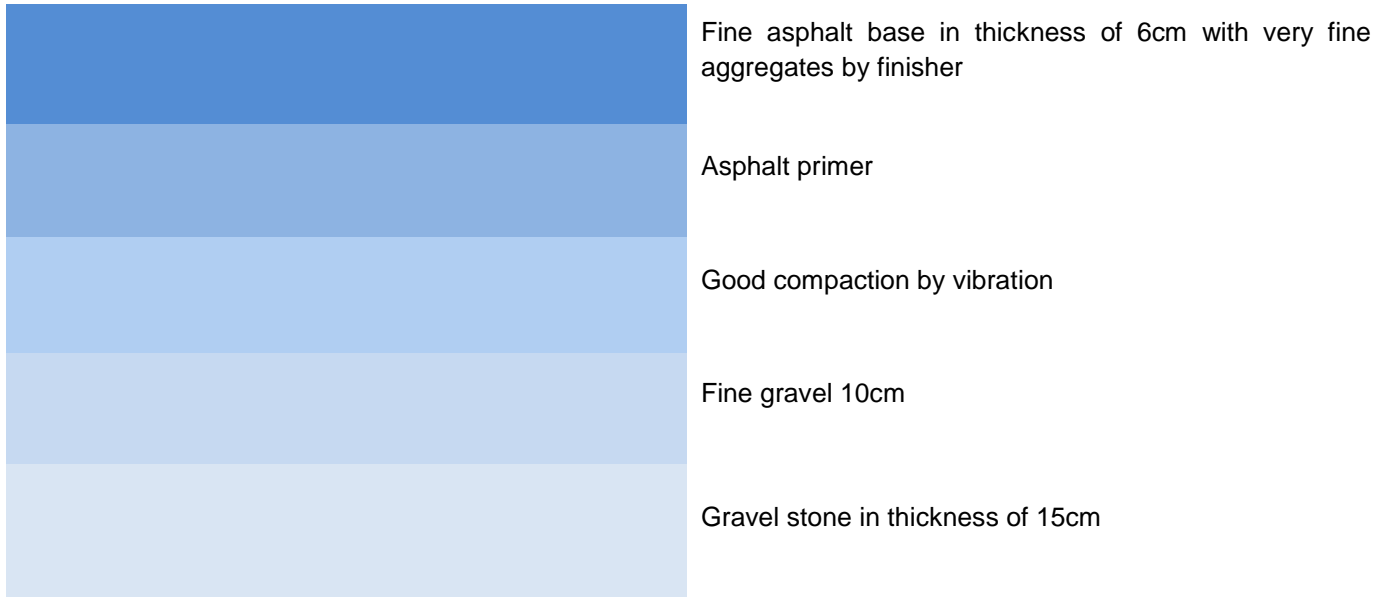 Fine asphalt base in thickness of 6cm with very fine
aggregates by finisher
Asphalt primer
Good compaction by vibration
Fine gravel 10cm
Gravel stone in thickness of 15cm